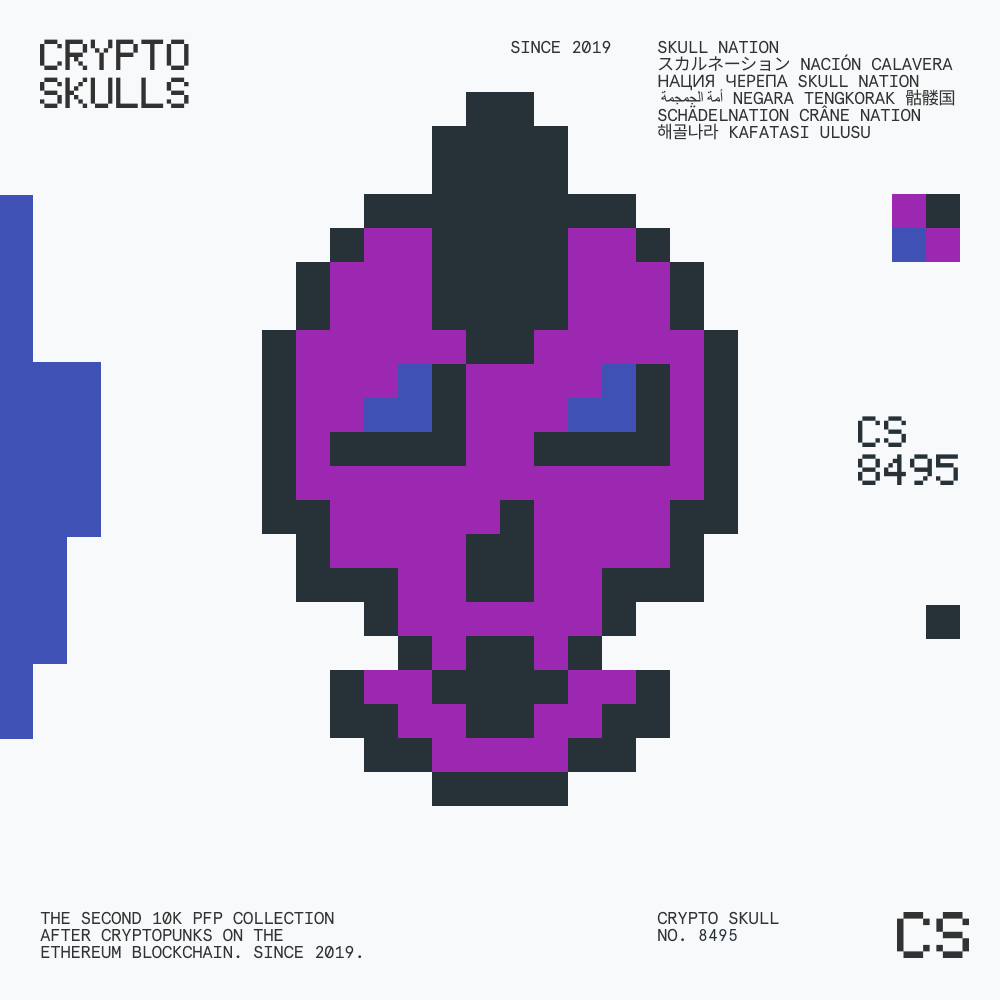 CRYPTO
SKULLS
SINCE 2019
SKULL NATION
スカルネーション NACIÓN CALAVERA
НАЦИЯ ЧЕРЕПА SKULL NATION
أمة الجمجمة NEGARA TENGKORAK 骷髅国
SCHÄDELNATION CRÂNE NATION
해골나라 KAFATASI ULUSU
CS
8495
THE SECOND 10K PFP COLLECTION
AFTER CRYPTOPUNKS ON THE
ETHEREUM BLOCKCHAIN. SINCE 2019.
CRYPTO SKULL
NO. 8495
CS